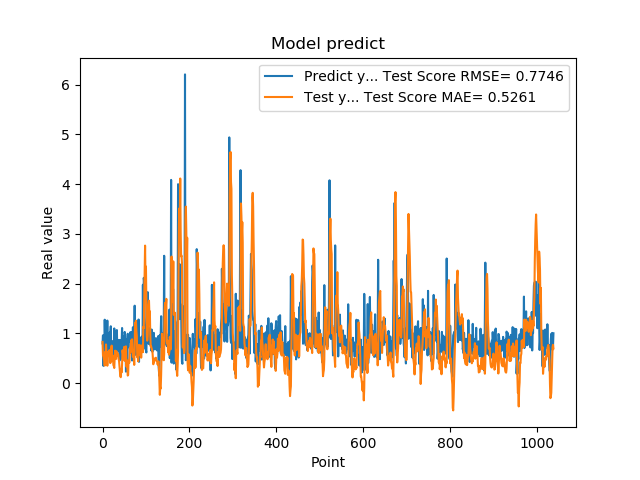 Model predict
Predict y... Test Score RMSE= 0.7746
Test y... Test Score MAE= 0.5261
Real value
6
5
4
3
2
1
0
0 200 400 600 800 1000
Point